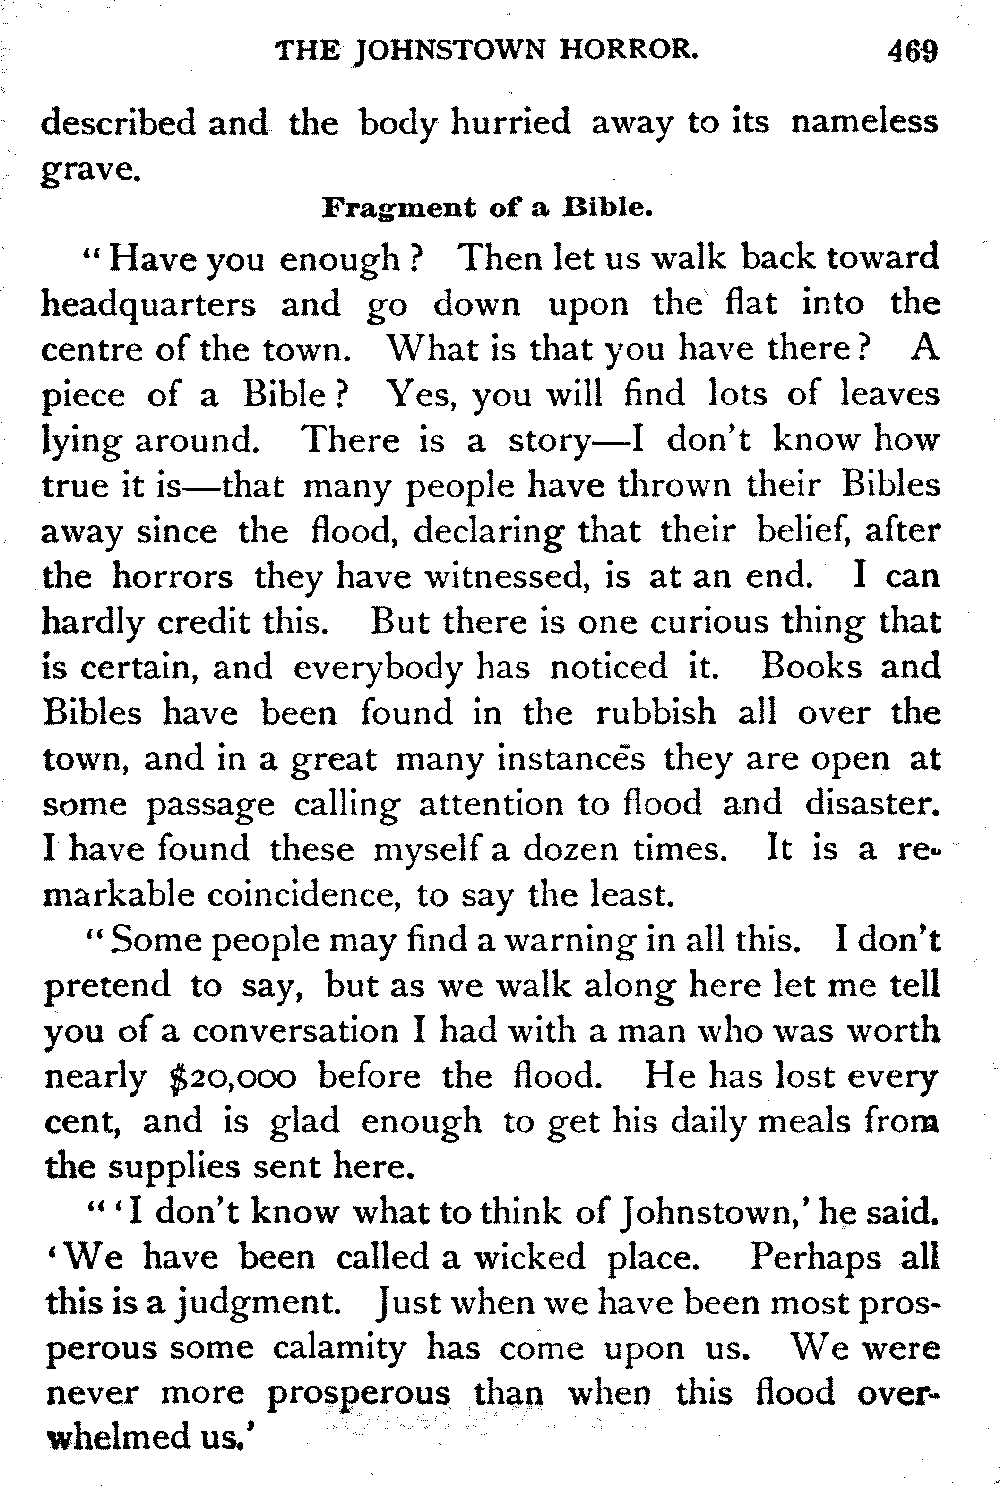 THE JOHNSTOWN HORROR. 469
described and the body hurried away to its nameless
grave.
Fragment of a Bible.
“ Have you enough ? Then let us walk back toward
headquarters and go down upon the flat into the
centre of the town. What is that you have there ? A
piece of a Bible ? Yes, you will find lots of leaves
lying around. There is a story—I don’t know how
true it is—that many people have thrown their Bibles
away since the flood, declaring that their belief, after
the horrors they have witnessed, is at an end. I can
hardly credit this. But there is one curious thing that
is certain, and everybody has noticed it. Books and
Bibles have been found in the rubbish all over the
town, and in a great many instances they are open at
some passage calling attention to flood and disaster.
I have found these myself a dozen times. It is a re-
markable coincidence, to say the least.
“ Some people may find a warning in all this. I don’t
pretend to say, but as we walk along here let me tell
you of a conversation I had with a man who was worth
nearly $20,000 before the flood. He has lost every
cent, and is glad enough to get his daily meals from
the supplies sent here.
“ ‘ I don’t know what to think of Johnstown,’ he said.
‘ We have been called a wicked place. Perhaps all
this is a judgment. Just when we have been most pros-
perous some calamity has come upon us. We were
never more prosperous than when this flood over-
whelmed us.’